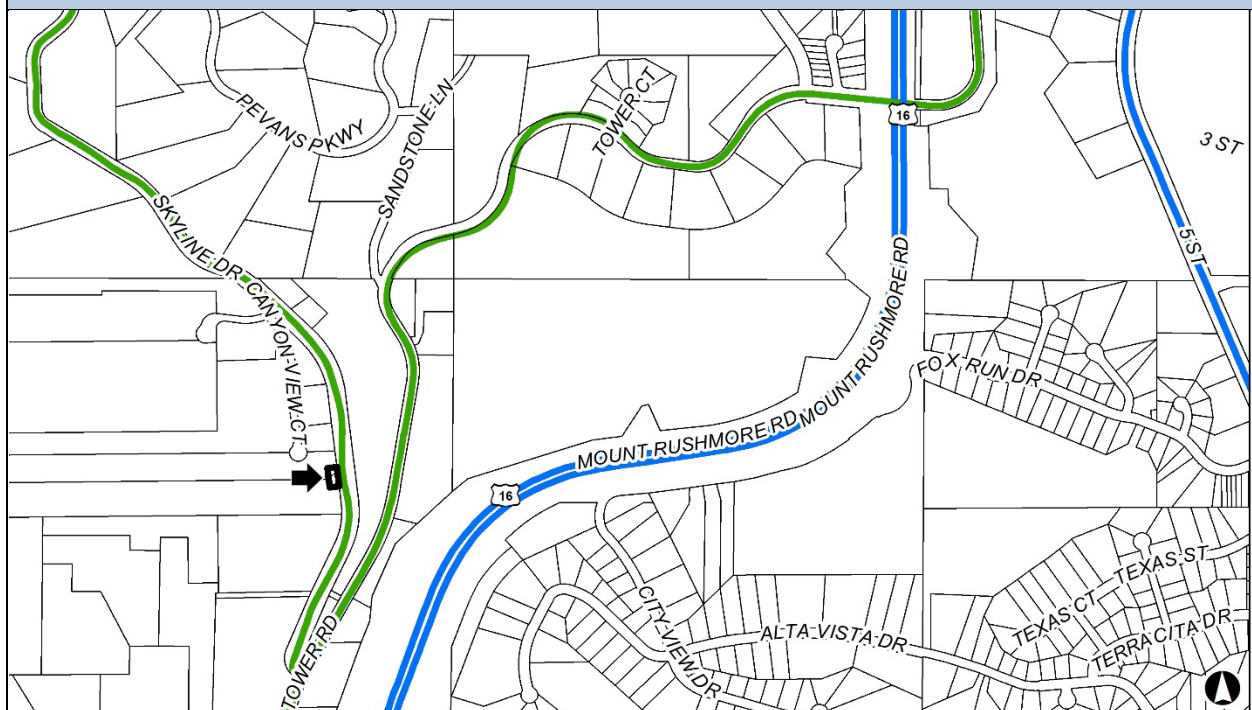 PEVANS PKWY
TOWER CT
16
3 ST
SANDSTONE LN
SKYLINE DR
5 ST
CANYON VIEW CT
MOUNT RUSHMORE RD
FOX RUN DR
MOUNT RUSHMORE RD
MOUNT RUSHMORE RD
16
TEXAS ST
CITY VIEW DR
TEXAS CT
ALTA VISTA DR
TERRA CITA DR
TOWER RD